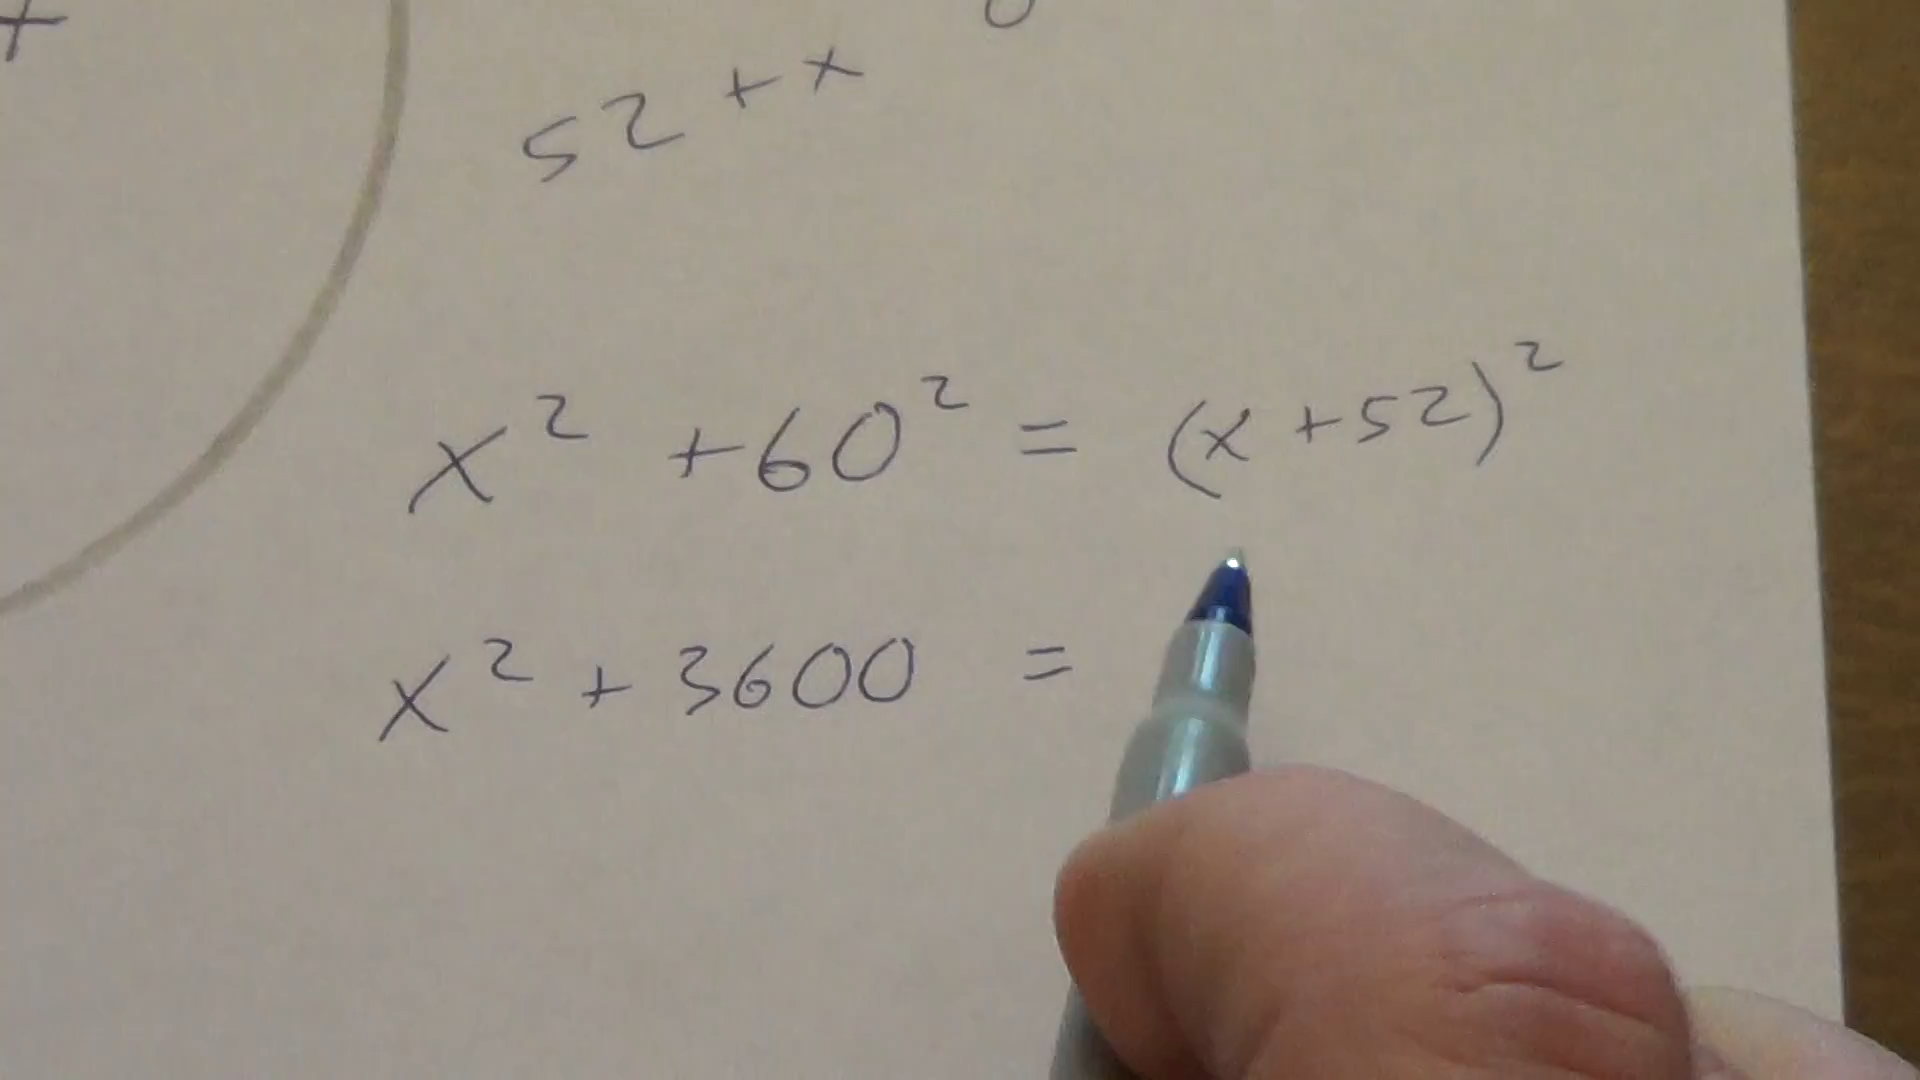 x
52 + x
x² + 60² = (x + 52)²
x² + 3600 =